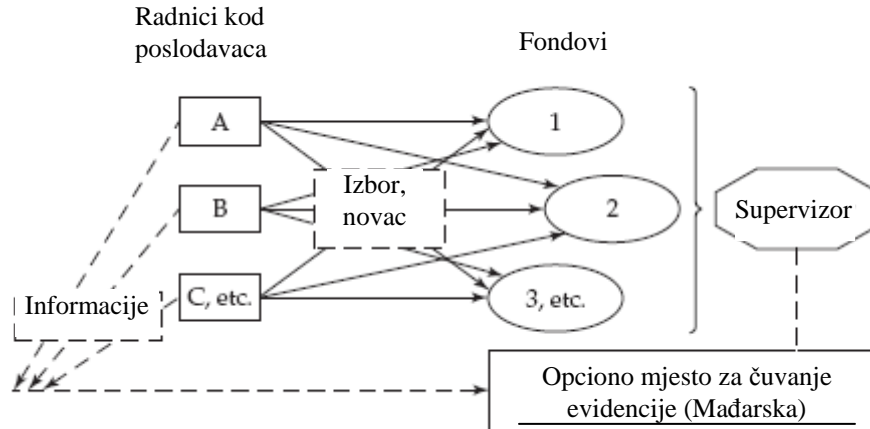 Radnici kod
poslodavaca
Fondovi
A
1
Izbor,
novac
B
2
Supervizor
Informacije
C, etc.
3, etc.
Opciono mjesto za čuvanje
evidencije (Mađarska)